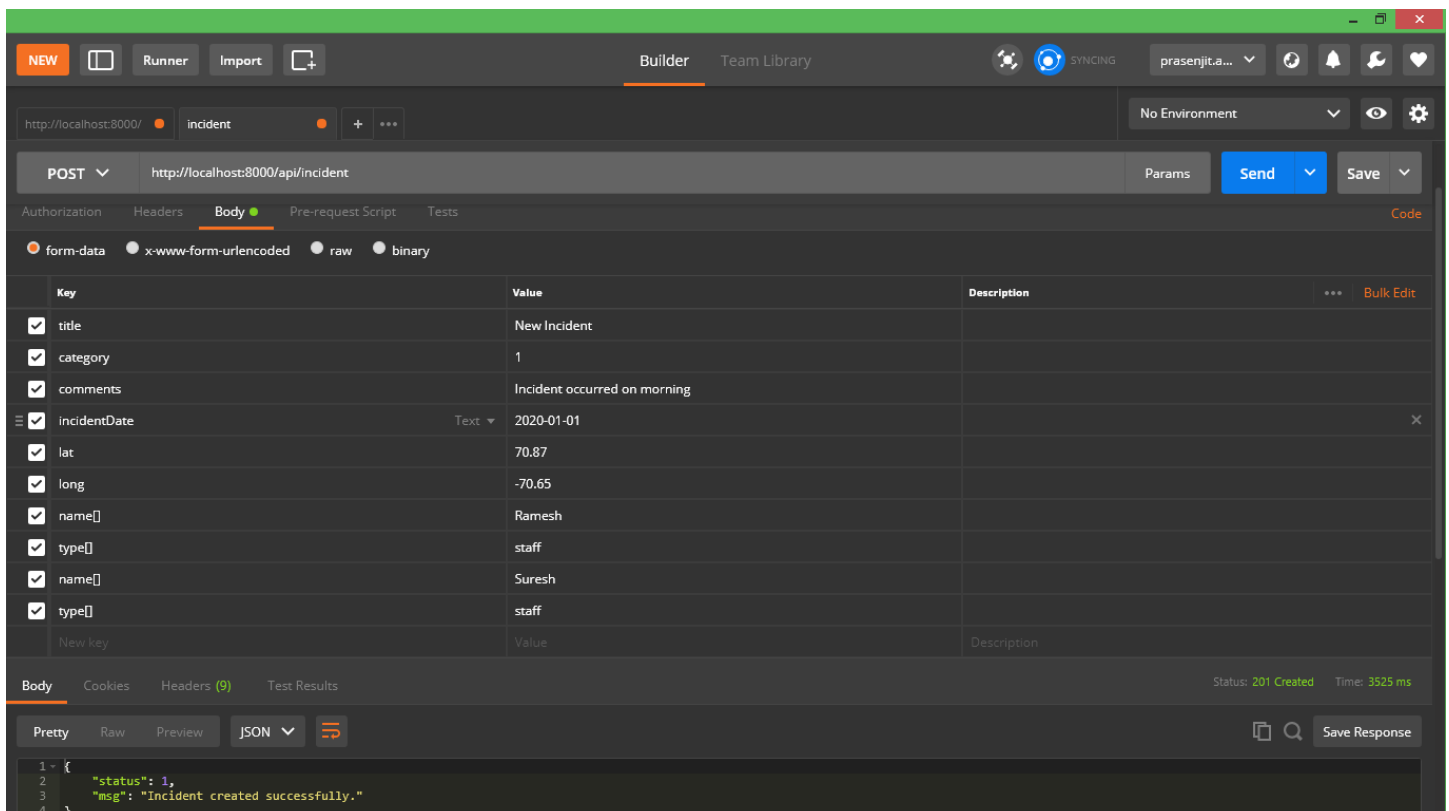 NEW Runner Import Builder Team Library SYNCING prasenjit.a...
http://localhost:8000/ incident + ••• No Environment
POST http://localhost:8000/api/incident Params Send Save
Authorization Headers Body Pre-request Script Tests Code
form-data x-www-form-urlencoded raw binary
Key Value Description ••• Bulk Edit
title New Incident
category 1
comments Incident occurred on morning
incidentDate Text 2020-01-01
lat 70.87
long -70.65
name[] Ramesh
type[] staff
name[] Suresh
type[] staff
New key Value Description
Body Cookies Headers (9) Test Results Status: 201 Created Time: 3525 ms
Pretty Raw Preview JSON Save Response
1 {
2 "status": 1,
3 "msg": "Incident created successfully."
4 }